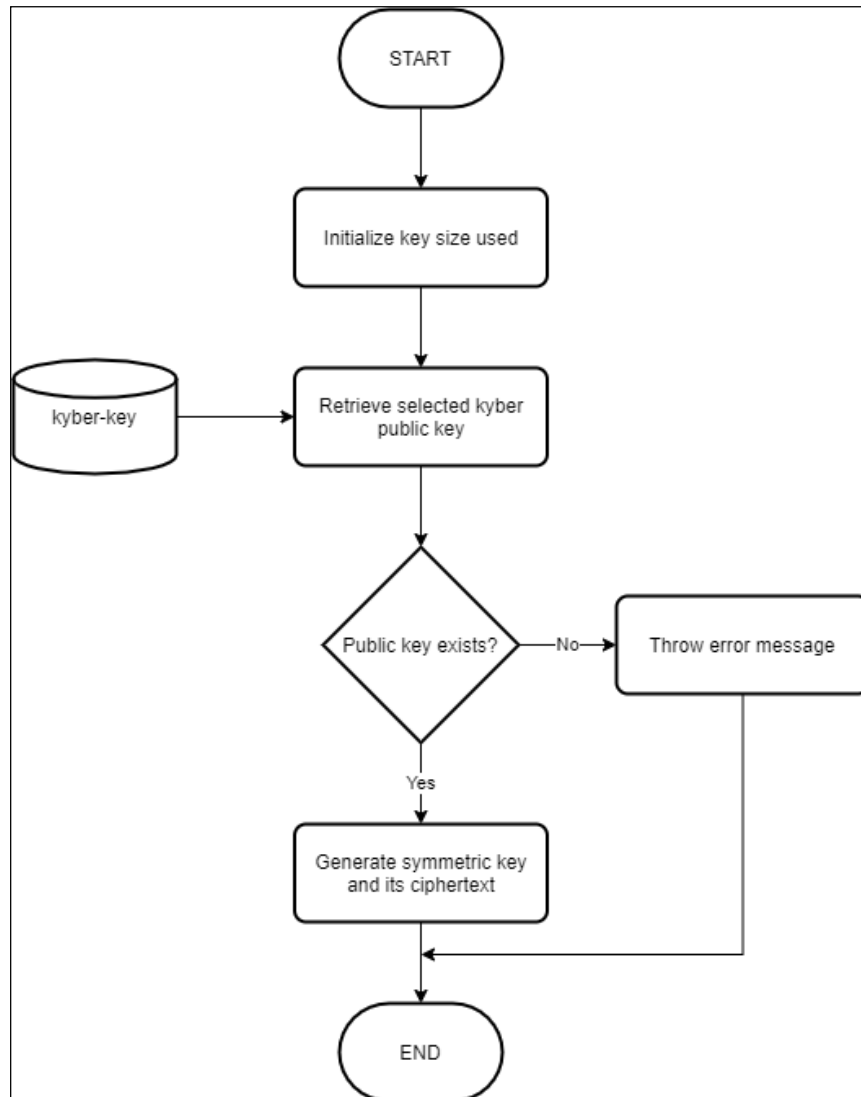 START
Initialize key size used
kyber-key
Retrieve selected kyber
public key
Public key exists?
No
Throw error message
Yes
Generate symmetric key
and its ciphertext
END